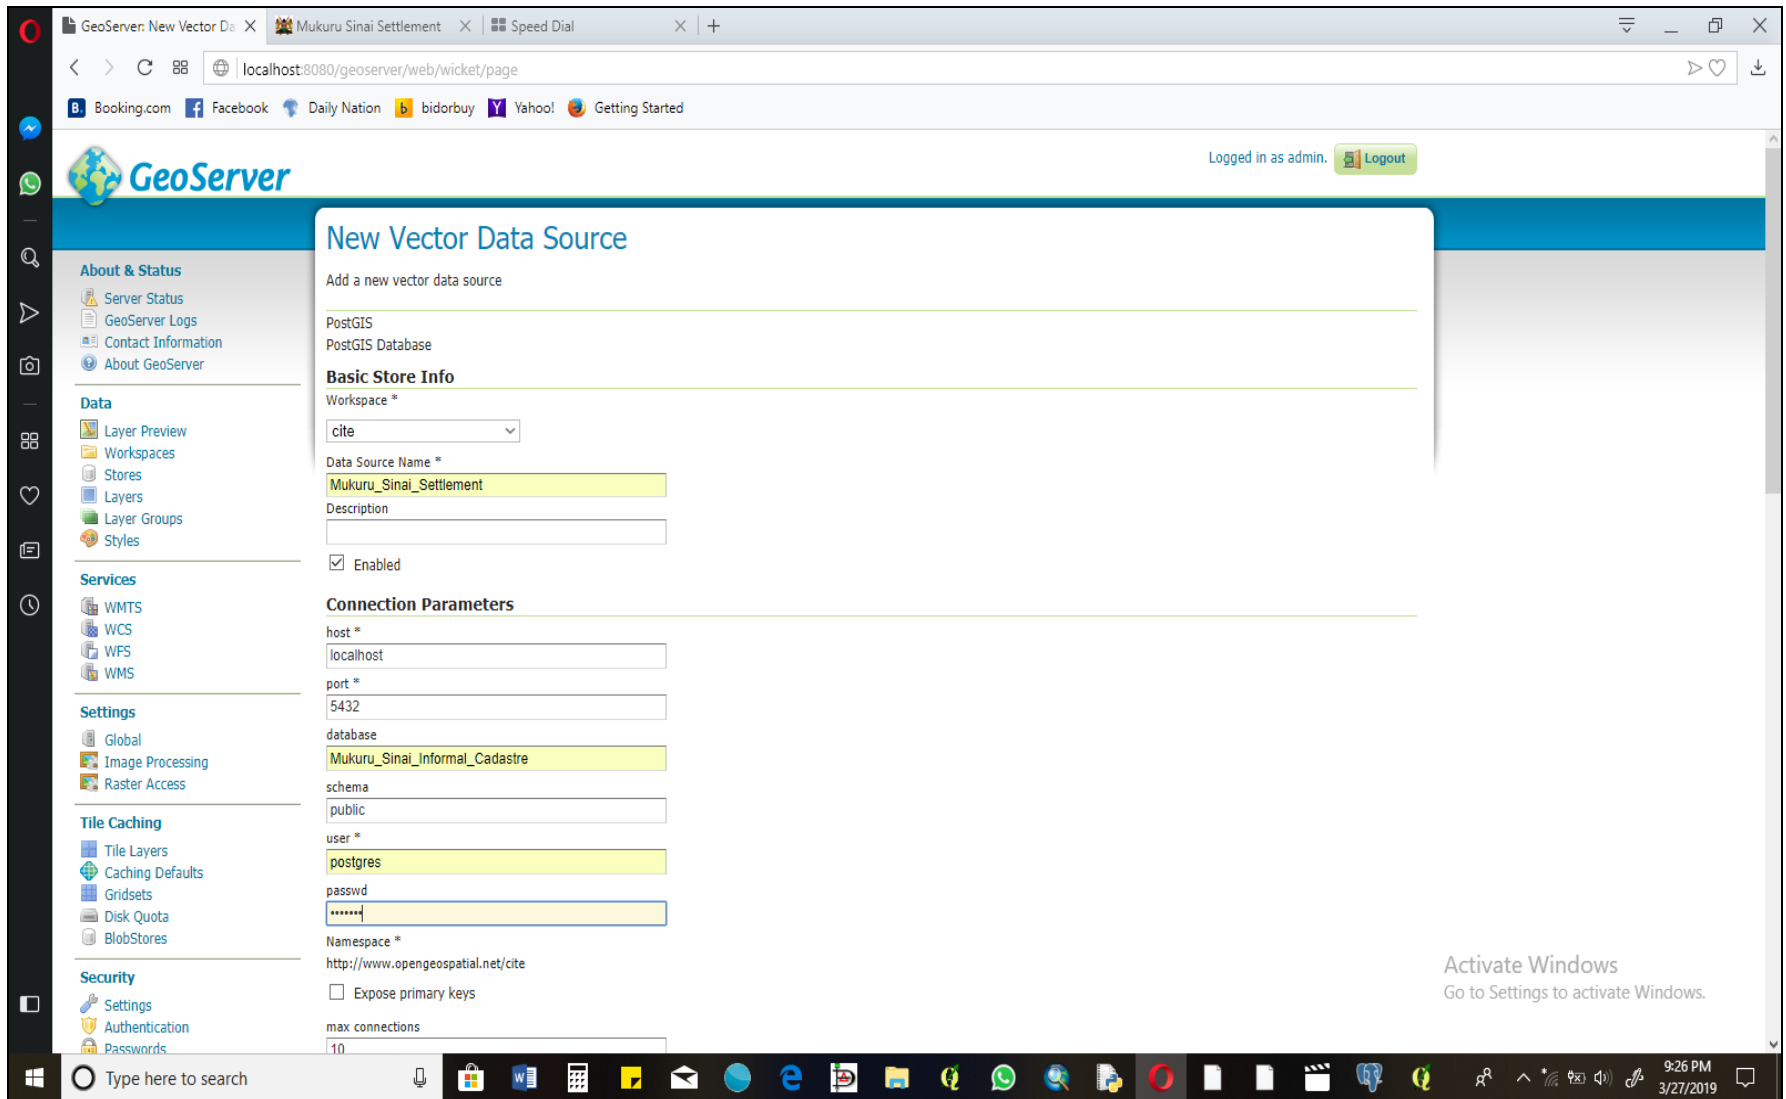 GeoServer: New Vector Da
Mukuru Sinai Settlement
Speed Dial
localhost:8080/geoserver/web/wicket/page
B. Booking.com
Facebook
Daily Nation
b bidorbuy
Y Yahoo!
Getting Started
GeoServer
Logged in as admin.
Logout
New Vector Data Source
Add a new vector data source
PostGIS
PostGIS Database
Basic Store Info
Workspace *
cite
Data Source Name *
Mukuru_Sinai_Settlement
Description
Enabled
Connection Parameters
host *
localhost
port *
5432
database
Mukuru_Sinai_Informal_Cadastre
schema
public
user *
postgres
passwd
•••••••
Namespace *
http://www.opengeospatial.net/cite
Expose primary keys
max connections
10
About & Status
Server Status
GeoServer Logs
Contact Information
About GeoServer
Data
Layer Preview
Workspaces
Stores
Layers
Layer Groups
Styles
Services
WMTS
WCS
WFS
WMS
Settings
Global
Image Processing
Raster Access
Tile Caching
Tile Layers
Caching Defaults
Gridsets
Disk Quota
BlobStores
Security
Settings
Authentication
Passwords
Activate Windows
Go to Settings to activate Windows.
Type here to search
9:26 PM
3/27/2019